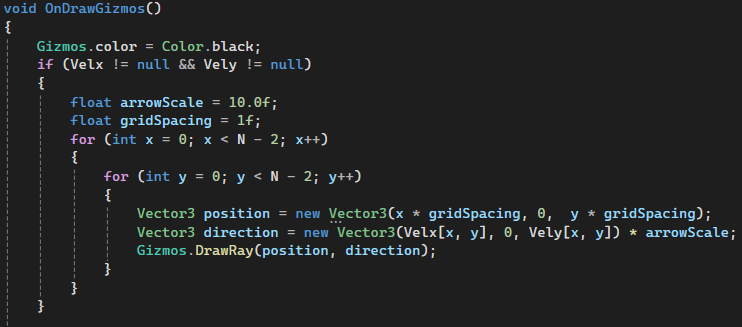 void OnDrawGizmos()
{
    Gizmos.color = Color.black;
    if (Velx != null && Vely != null)
    {
        float arrowScale = 10.0f;
        float gridSpacing = 1f;
        for (int x = 0; x < N - 2; x++)
        {
            for (int y = 0; y < N - 2; y++)
            {
                Vector3 position = new Vector3(x * gridSpacing, 0,  y * gridSpacing);
                Vector3 direction = new Vector3(Velx[x, y], 0, Vely[x, y]) * arrowScale;
                Gizmos.DrawRay(position, direction);
            }
        }
    }